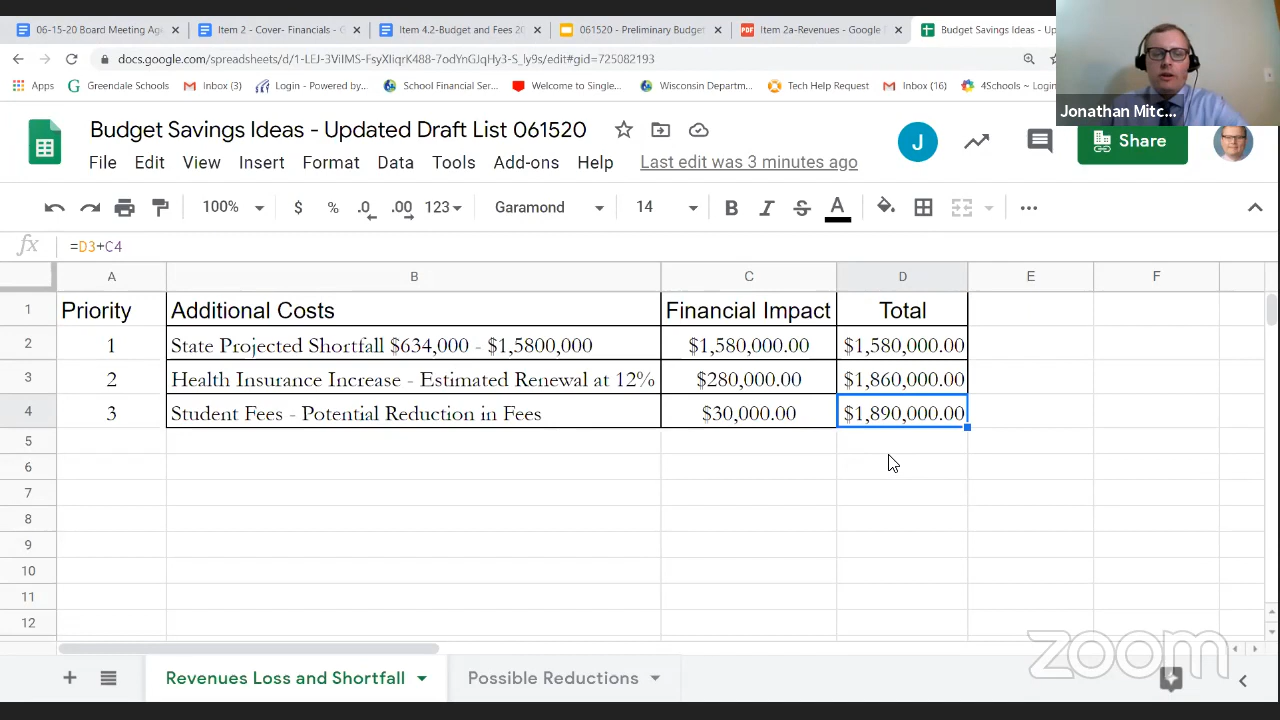 06-15-20 Board Meeting Age
Item 2 - Cover- Financials - G
Item 4.2-Budget and Fees 20
061520 - Preliminary Budget
Item 2a-Revenues - Google
Budget Savings Ideas - Up
docs.google.com/spreadsheets/d/1-LEJ-
/edit#gid=725082193
Apps
Greendale Schools
Inbox (3)
Login - Powered by...
School Financial Ser...
Welcome to Single...
Wisconsin Departm...
Tech Help Request
Inbox (16)
4Schools ~ Login
Jonathan Mitc...
Budget Savings Ideas - Updated Draft List 061520
J
Share
File Edit View Insert Format Data Tools Add-ons Help Last edit was 3 minutes ago
100% $ % .0 .00 123 Garamond 14 B I S A
fx =D3+C4
A B C D E F
1 Priority Additional Costs Financial Impact Total
2 1 State Projected Shortfall $634,000 - $1,5800,000 $1,580,000.00 $1,580,000.00
3 2 Health Insurance Increase - Estimated Renewal at 12% $280,000.00 $1,860,000.00
4 3 Student Fees - Potential Reduction in Fees $30,000.00 $1,890,000.00
5
6
7
8
9
10
11
12
zoom
Revenues Loss and Shortfall
Possible Reductions